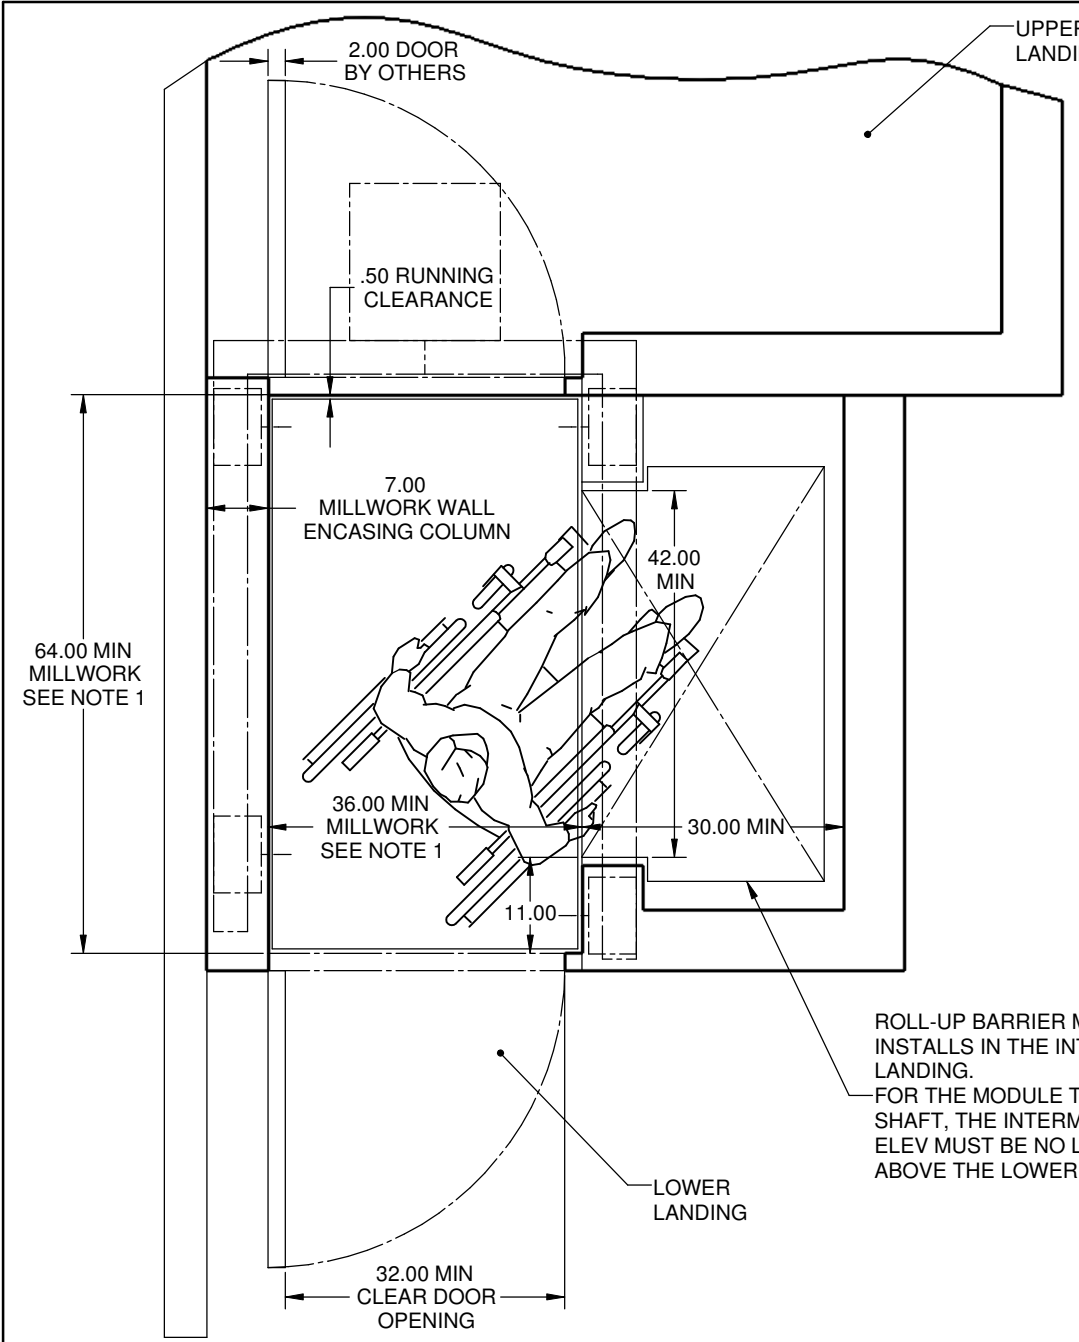 2.00 DOOR
BY OTHERS
UPPER
LANDI
.50 RUNNING
CLEARANCE
7.00
MILLWORK WALL
ENCASING COLUMN
42.00
MIN
64.00 MIN
MILLWORK
SEE NOTE 1
36.00 MIN
MILLWORK
SEE NOTE 1
30.00 MIN
11.00
ROLL-UP BARRIER M
INSTALLS IN THE INT
LANDING.
FOR THE MODULE T
SHAFT, THE INTERM
ELEV MUST BE NO L
ABOVE THE LOWER
LOWER
LANDING
32.00 MIN
CLEAR DOOR
OPENING